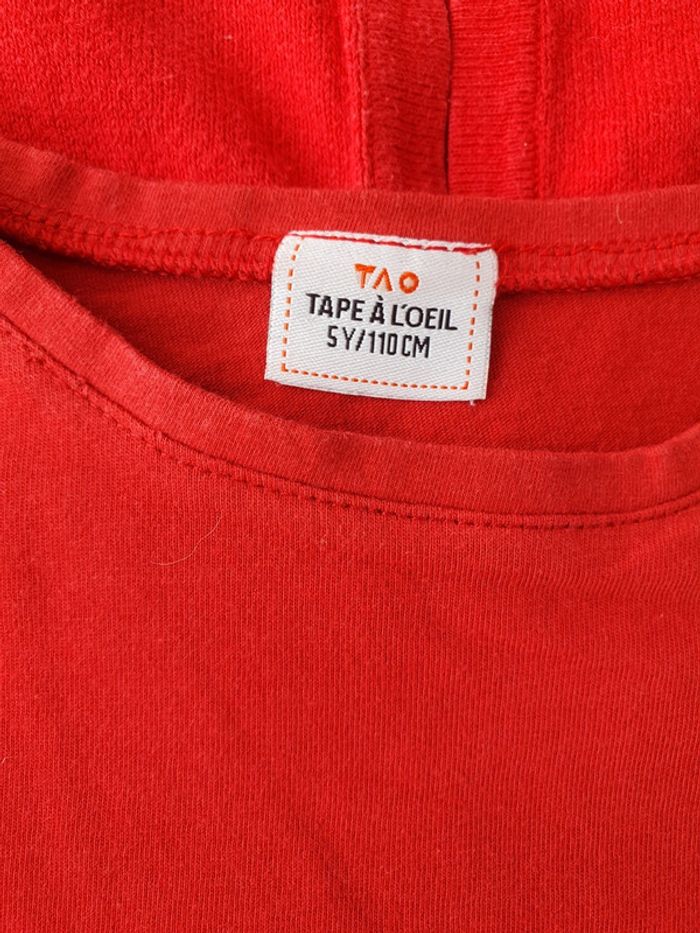 TAO
TAPE À L'OEIL
5Y/110CM